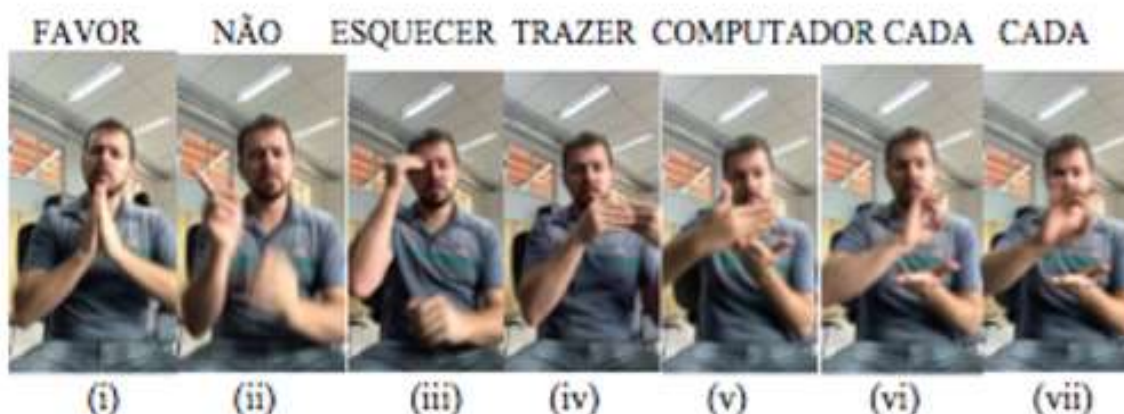 FAVOR NÃO ESQUECER TRAZER COMPUTADOR CADA CADA
(i) (ii) (iii) (iv) (v) (vi) (vii)